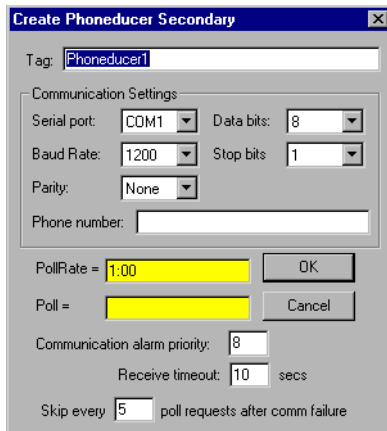 Create Phoneducer Secondary
Tag: Phoneducer1
Communication Settings
Serial port: COM1 Data bits: 8
Baud Rate: 1200 Stop bits 1
Parity: None
Phone number:
PollRate = 1:00 OK
Poll = Cancel
Communication alarm priority: 8
Receive timeout: 10 secs
Skip every 5 poll requests after comm failure